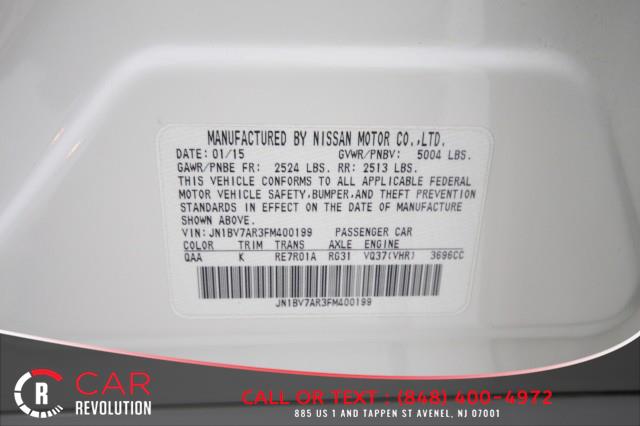 MANUFACTURED BY NISSAN MOTOR CO.,LTD.
DATE: 01/15 GVWR/PNBV: 5004 LBS.
GAWR/PNBE FR: 2524 LBS. RR: 2513 LBS.
THIS VEHICLE CONFORMS TO ALL APPLICABLE FEDERAL
MOTOR VEHICLE SAFETY,BUMPER,AND THEFT PREVENTION
STANDARDS IN EFFECT ON THE DATE OF MANUFACTURE
SHOWN ABOVE.
VIN: JN1BV7AR3FM400199 PASSENGER CAR
COLOR TRIM TRANS AXLE ENGINE
QAA K RE7R01A RG31 VQ37(VHR) 3696CC
JN1BV7AR3FM400199
R CAR
REVOLUTION
CALL OR TEXT : (848) 400-4972
885 US 1 AND TAPPEN ST AVENEL, NJ 07001